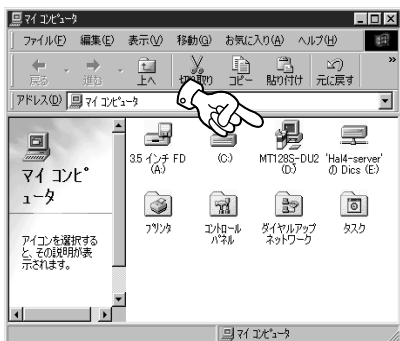 マイ コンピュータ
ファイル(F) 編集(E) 表示(V) 移動(G) お気に入り(A) ヘルプ(H)
戻る 進む 上へ 切り取り コピー 貼り付け 元に戻す »
アドレス(D) マイ コンピュータ
マイ コンピ
ュータ
アイコンを選択する
と、その説明が表
示されます。
3.5 インチ FD
(A:)
(C:)
MT128S-DU2
(D:)
'Hal4-server'
の Dics (E:)
プリンタ
コントロール
パネル
ダイヤルアップ
ネットワーク
タスク
マイ コンピュータ